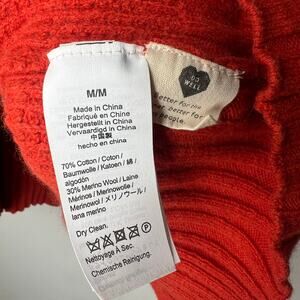 M/M
Made in China
Fabriqué en Chine
Hergestellt in China
Vervaardigd in China
中国製
hecho en china
70% Cotton / Coton /
Baumwolle / Katoen / 綿 /
algodón
30% Merino Wool / Laine
Mérinos / Merinowolle /
Merinowol / メリノウール /
lana merino
Dry Clean.
Nettoyage À Sec.
Chemische Reinigung.
DO
WELL
better for the
better for
people.